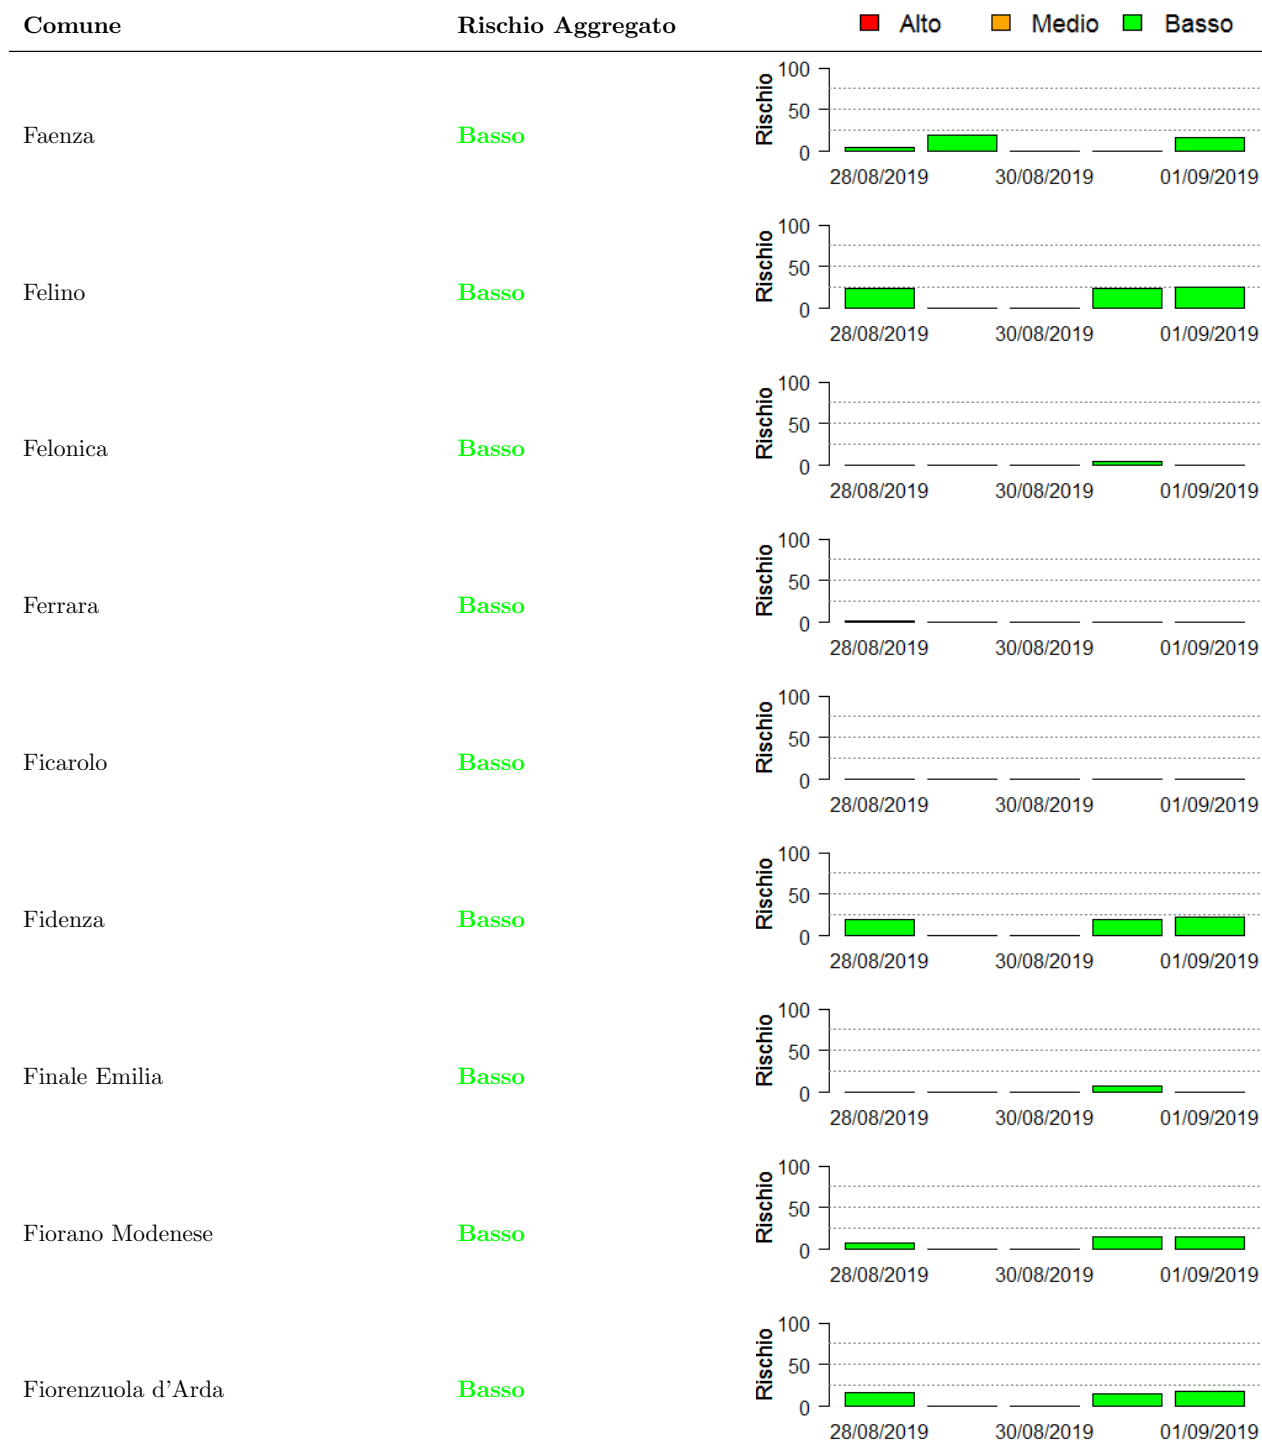 Comune Rischio Aggregato Alto Medio Basso
Faenza Basso Rischio 100 50 0
28/08/2019 30/08/2019 01/09/2019
Felino Basso Rischio 100 50 0
28/08/2019 30/08/2019 01/09/2019
Felonica Basso Rischio 100 50 0
28/08/2019 30/08/2019 01/09/2019
Ferrara Basso Rischio 100 50 0
28/08/2019 30/08/2019 01/09/2019
Ficarolo Basso Rischio 100 50 0
28/08/2019 30/08/2019 01/09/2019
Fidenza Basso Rischio 100 50 0
28/08/2019 30/08/2019 01/09/2019
Finale Emilia Basso Rischio 100 50 0
28/08/2019 30/08/2019 01/09/2019
Fiorano Modenese Basso Rischio 100 50 0
28/08/2019 30/08/2019 01/09/2019
Fiorenzuola d'Arda Basso Rischio 100 50 0
28/08/2019 30/08/2019 01/09/2019